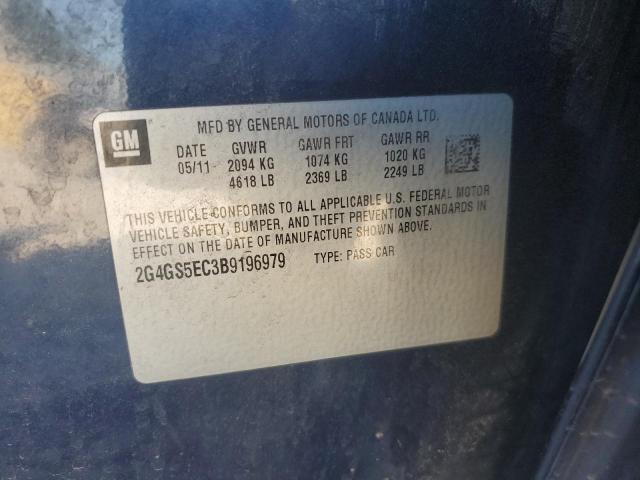 GM
MFD BY GENERAL MOTORS OF CANADA LTD.
DATE GVWR GAWR FRT GAWR RR
05/11 2094 KG 1074 KG 1020 KG
4618 LB 2369 LB 2249 LB
THIS VEHICLE CONFORMS TO ALL APPLICABLE U.S. FEDERAL MOTOR
VEHICLE SAFETY, BUMPER, AND THEFT PREVENTION STANDARDS IN
EFFECT ON THE DATE OF MANUFACTURE SHOWN ABOVE.
2G4GS5EC3B9196979 TYPE: PASS CAR